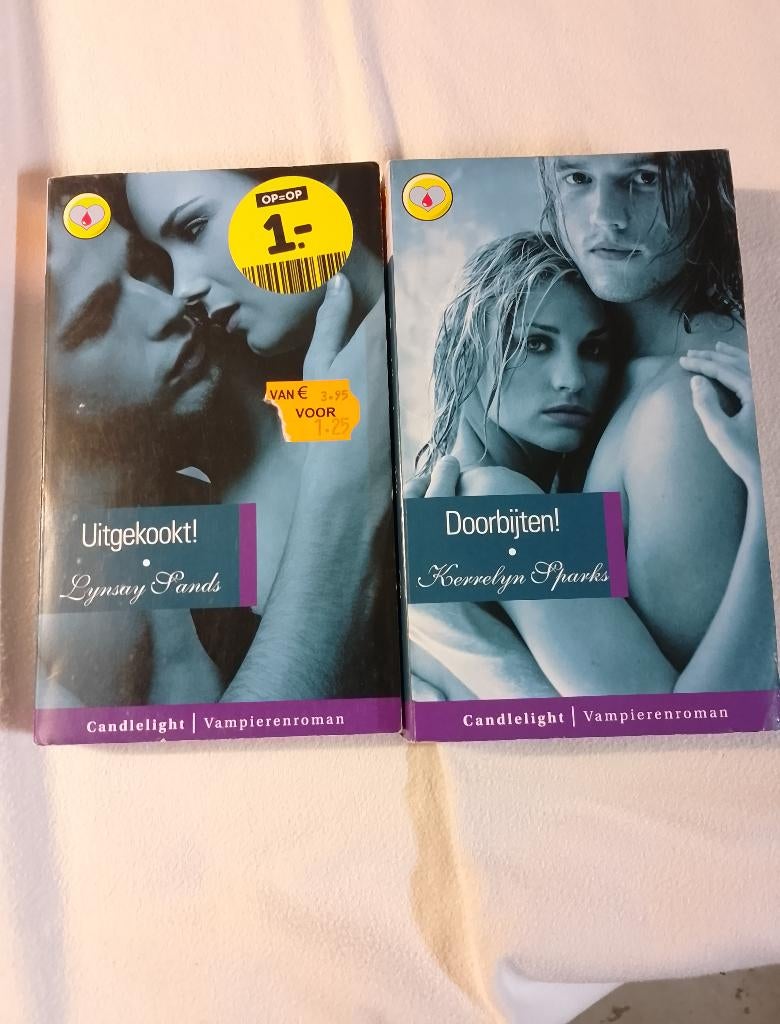 OP=OP
1.-
VAN € 3.95
VOOR
1.25
Uitgekookt!
Lynsay Sands
Candlelight | Vampierenroman
Doorbijten!
Kerrelyn Sparks
Candlelight | Vampierenroman